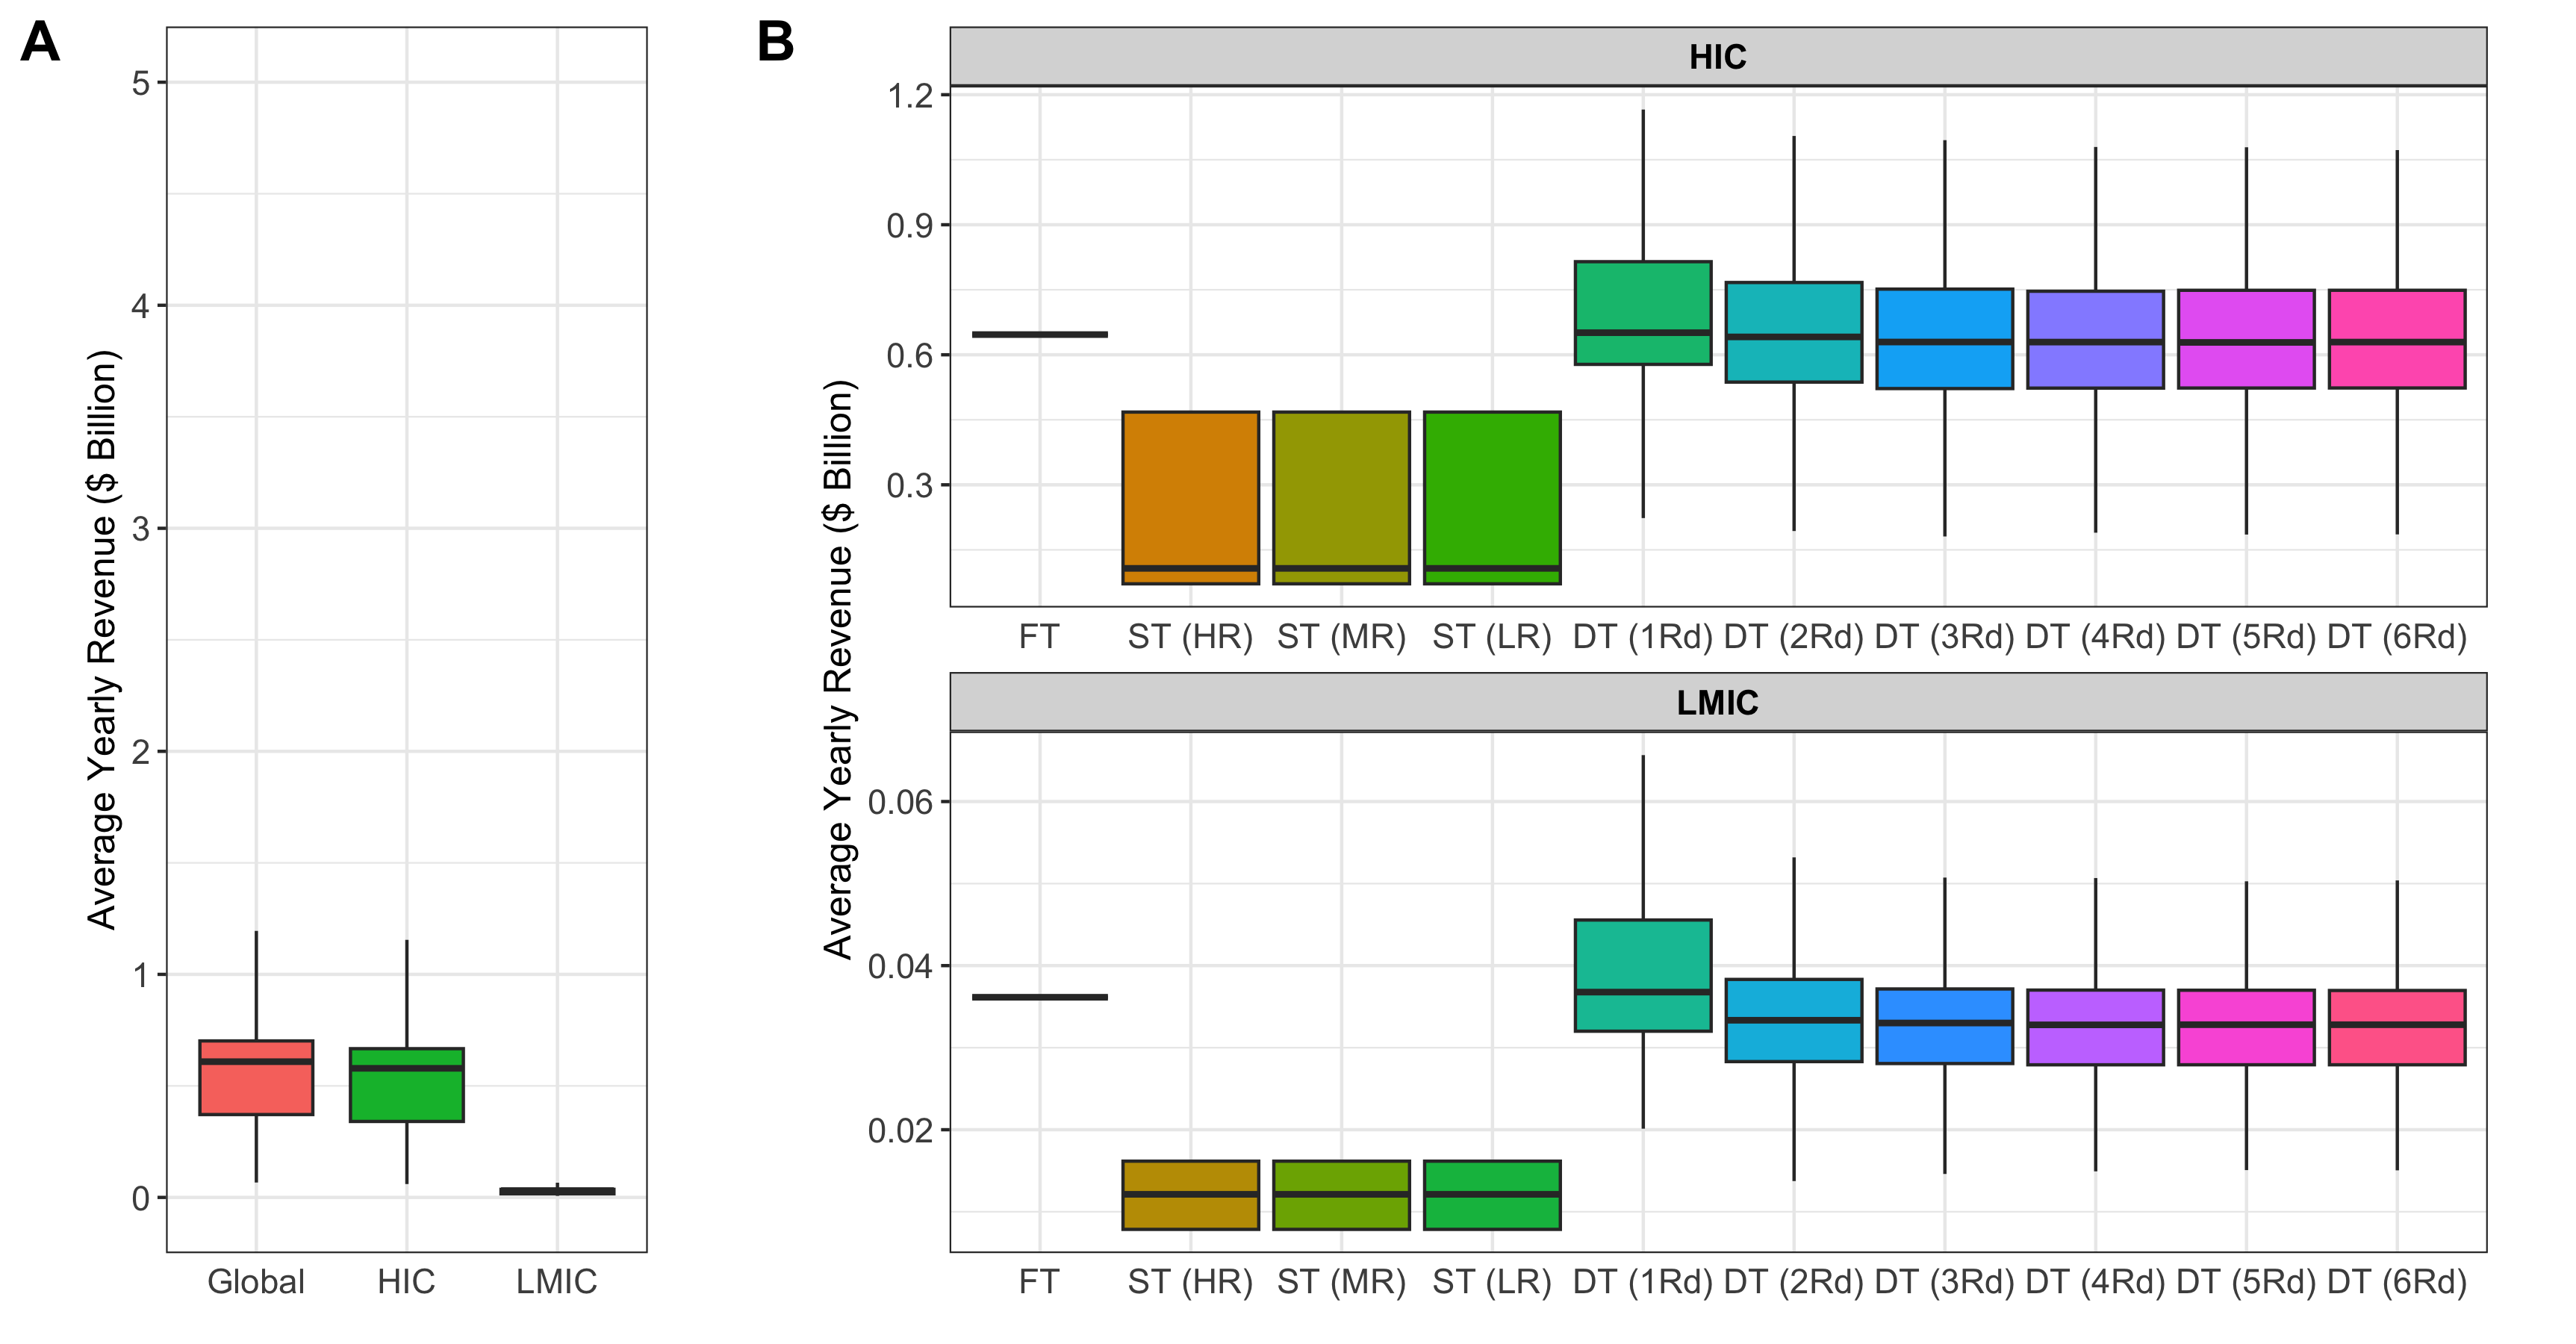 A
Average Yearly Revenue ($ Billion)
5
4
3
2
1
0
Global HIC LMIC
B
Average Yearly Revenue ($ Billion)
HIC
1.2
0.9
0.6
0.3
FT ST (HR) ST (MR) ST (LR) DT (1Rd) DT (2Rd) DT (3Rd) DT (4Rd) DT (5Rd) DT (6Rd)
LMIC
0.06
0.04
0.02
FT ST (HR) ST (MR) ST (LR) DT (1Rd) DT (2Rd) DT (3Rd) DT (4Rd) DT (5Rd) DT (6Rd)